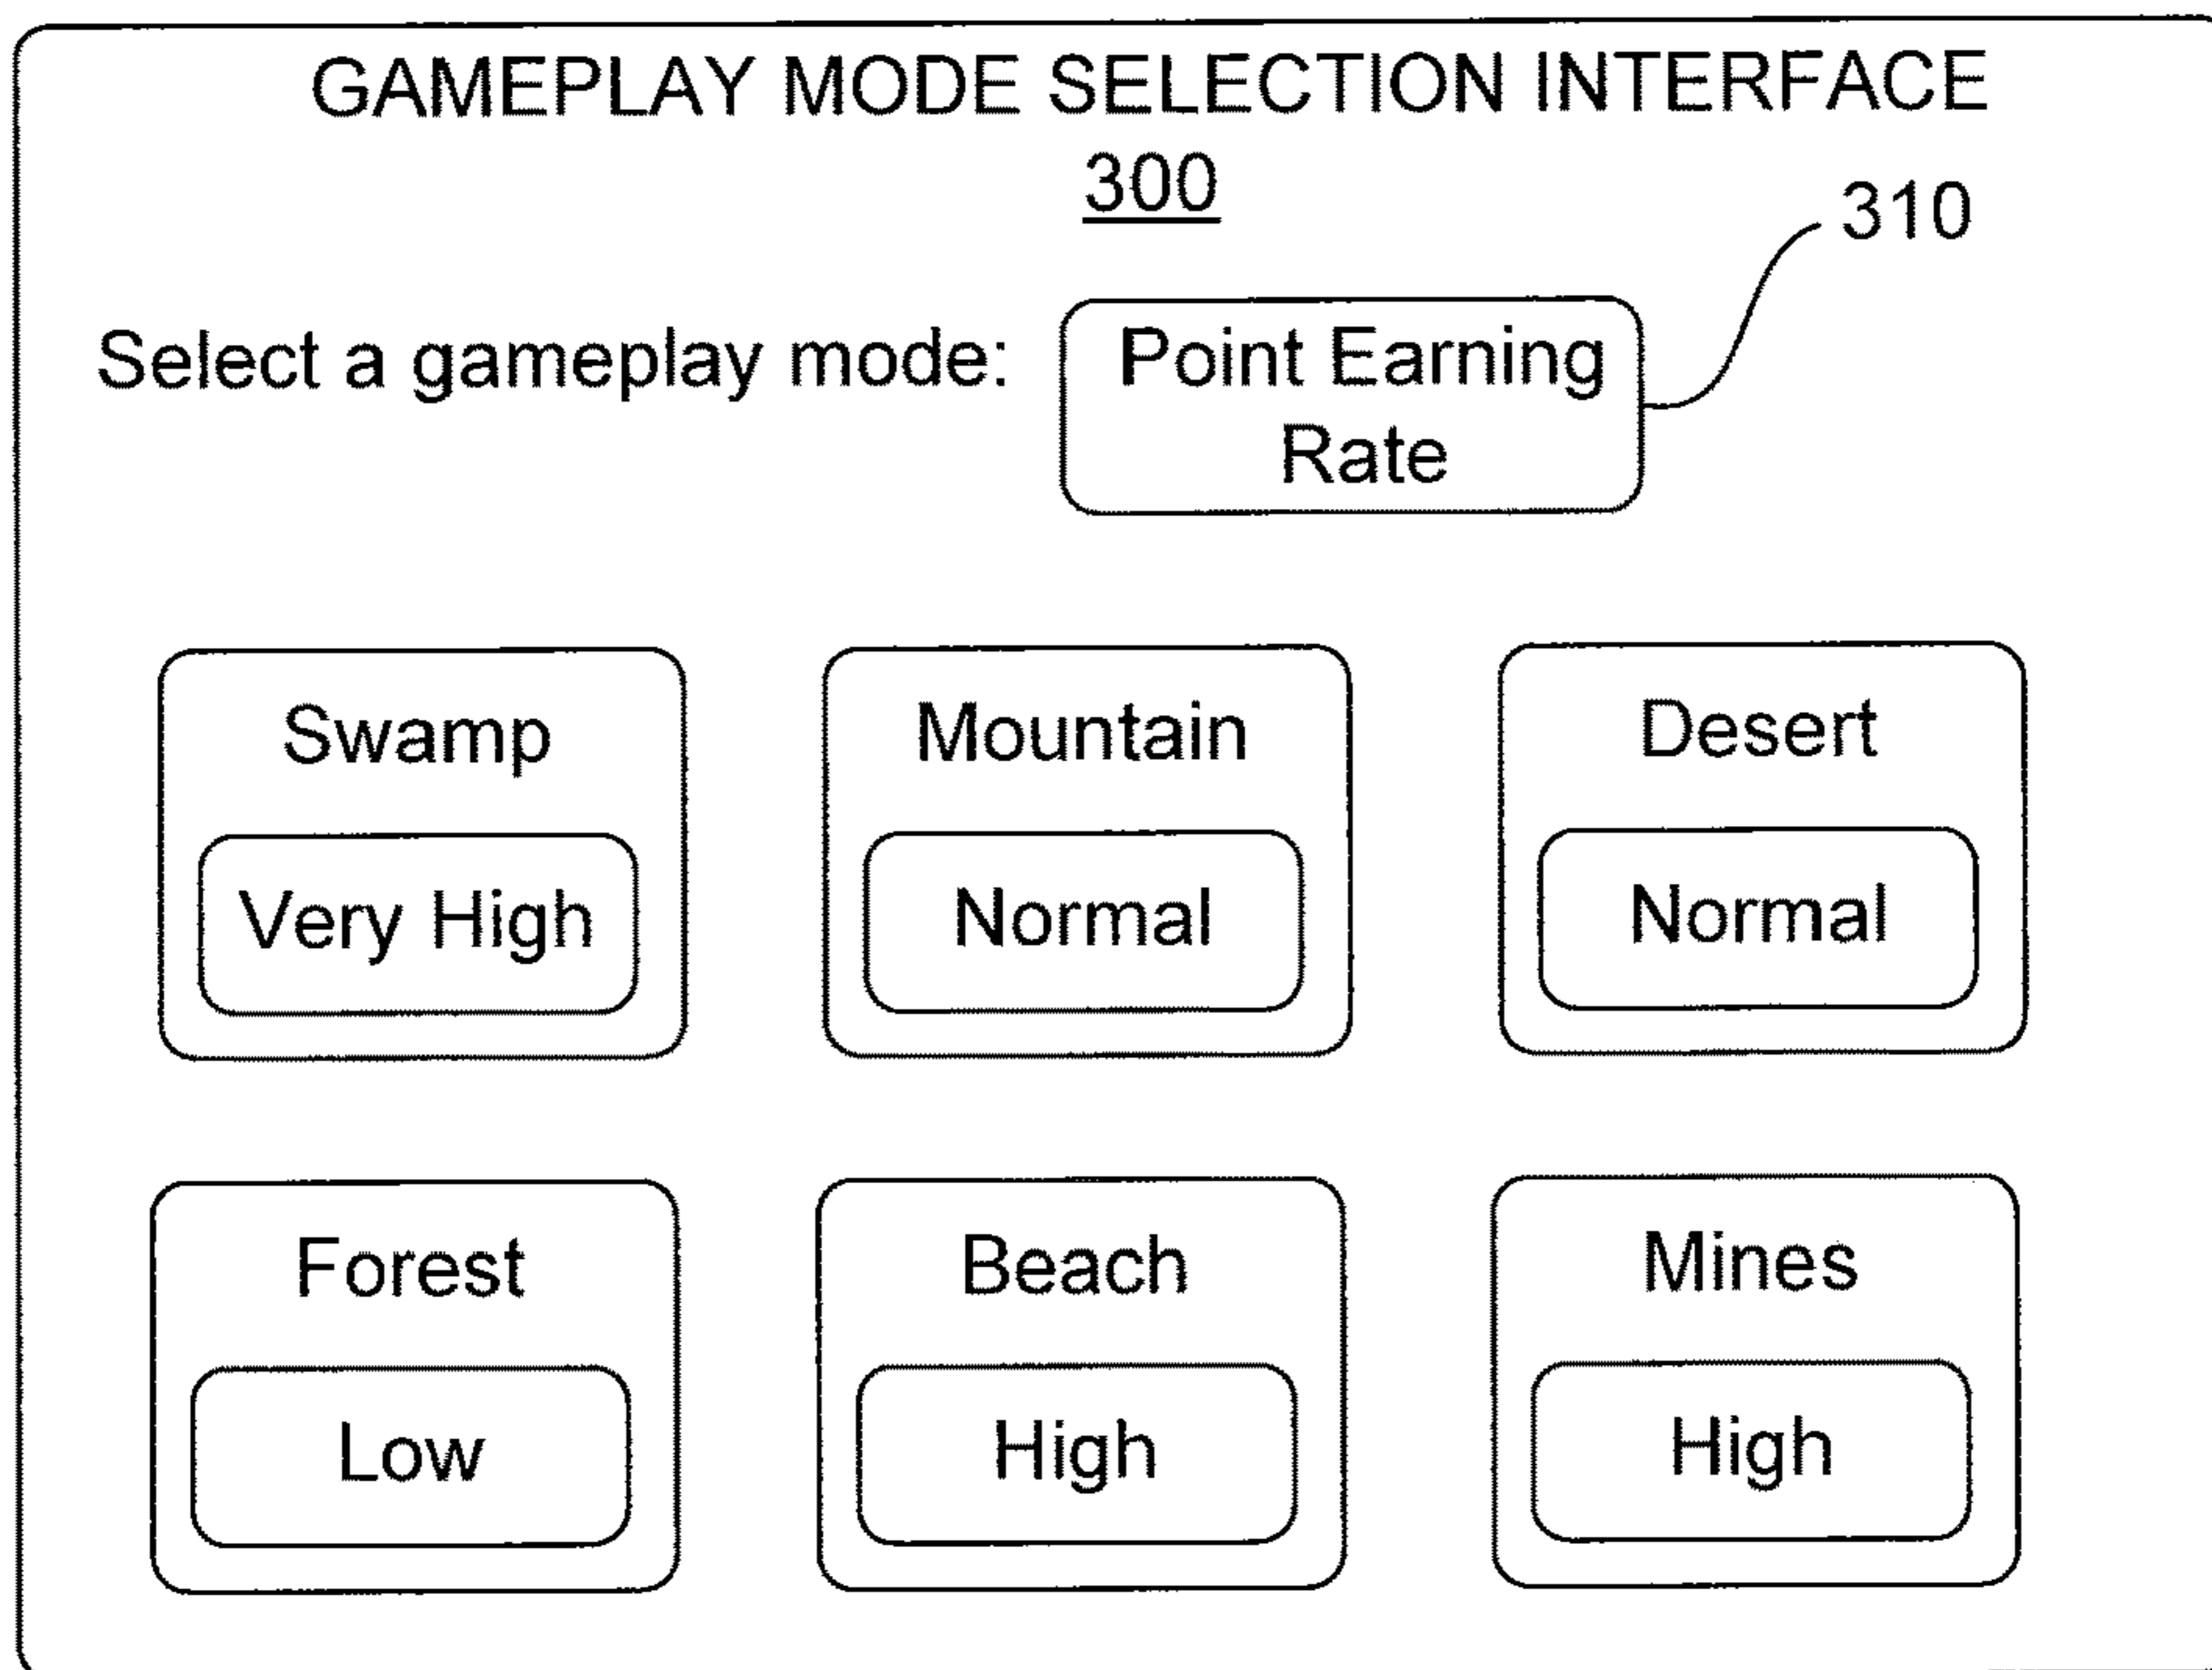 GAMEPLAY MODE SELECTION INTERFACE
300
310
Select a gameplay mode:
Point Earning
Rate
Swamp
Very High
Mountain
Normal
Desert
Normal
Forest
Low
Beach
High
Mines
High